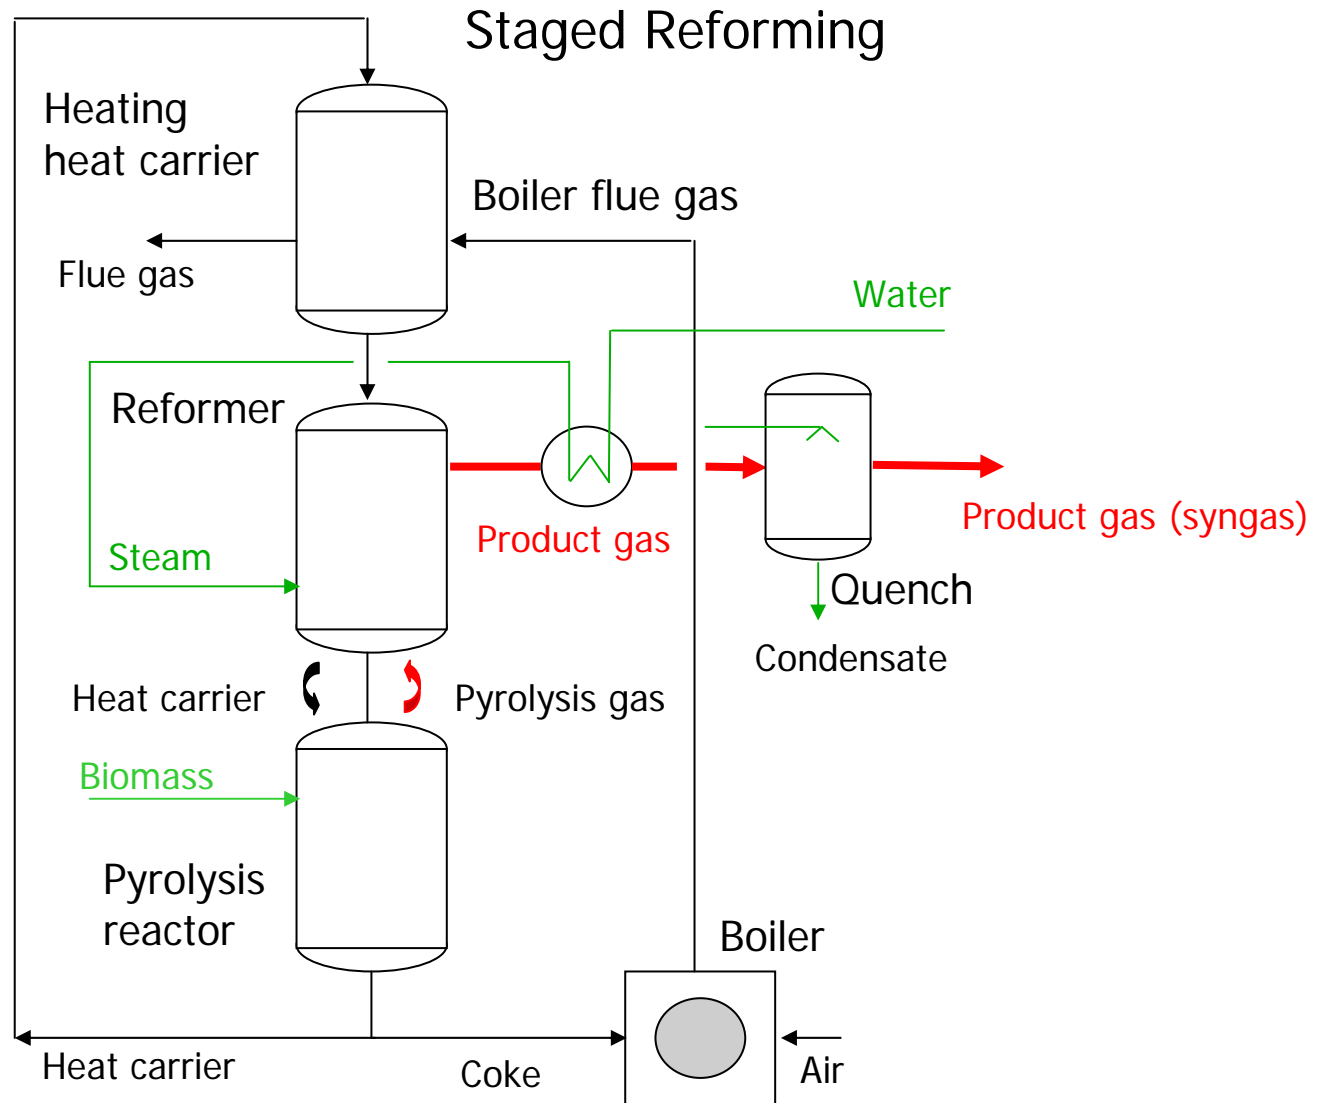 Staged Reforming
Heating
heat carrier
Boiler flue gas
Flue gas
Water
Reformer
Product gas
Product gas (syngas)
Steam
Quench
Condensate
Heat carrier
Pyrolysis gas
Biomass
Pyrolysis
reactor
Boiler
Heat carrier
Coke
Air